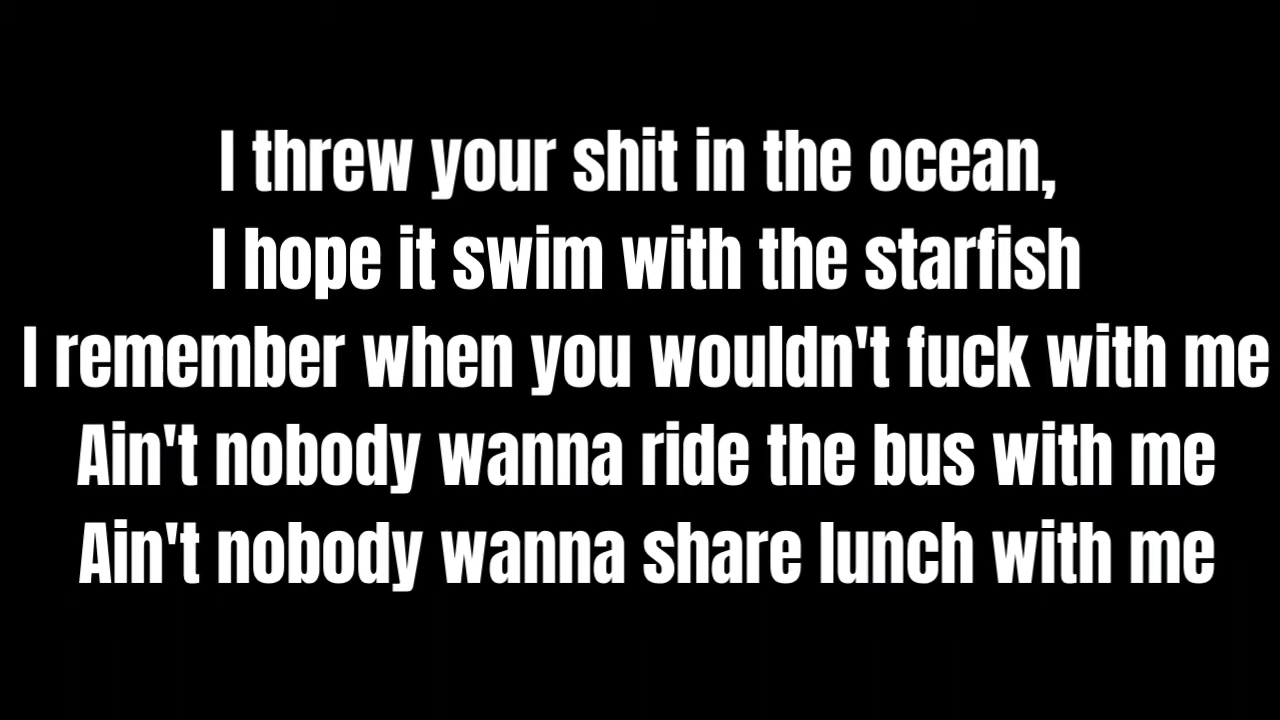 I threw your shit in the ocean,
I hope it swim with the starfish
I remember when you wouldn't fuck with me
Ain't nobody wanna ride the bus with me
Ain't nobody wanna share lunch with me